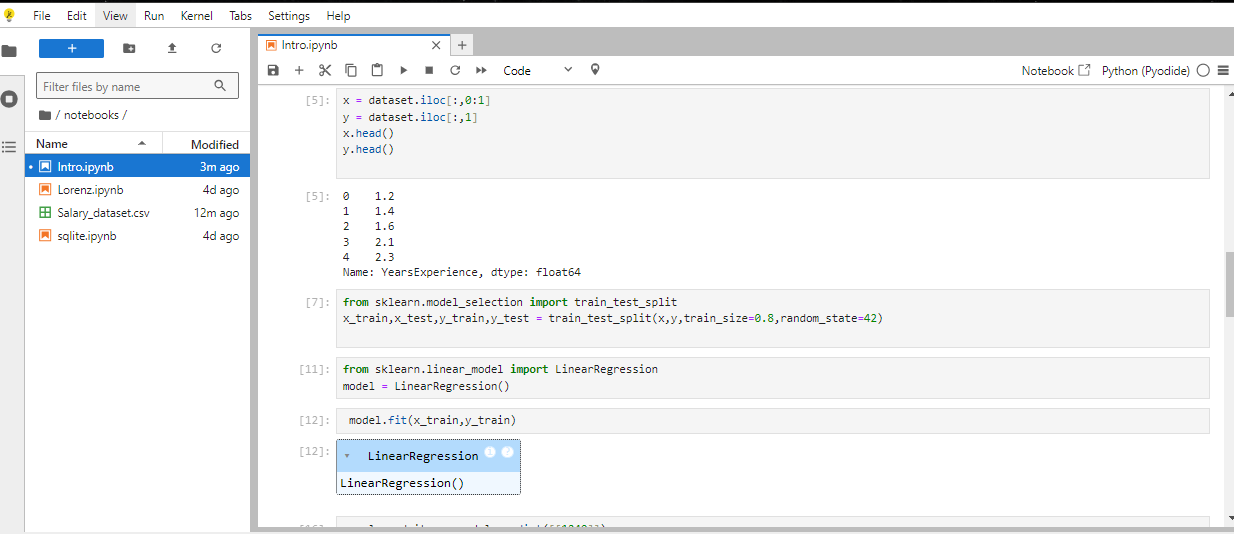 File Edit View Run Kernel Tabs Settings Help
+
Filter files by name
/ notebooks /
Name Modified
Intro.ipynb 3m ago
Lorenz.ipynb 4d ago
Salary_dataset.csv 12m ago
sqlite.ipynb 4d ago
Intro.ipynb
Code
Notebook Python (Pyodide)
[5]: x = dataset.iloc[:,0:1]
y = dataset.iloc[:,1]
x.head()
y.head()
[5]: 0 1.2
1 1.4
2 1.6
3 2.1
4 2.3
Name: YearsExperience, dtype: float64
[7]: from sklearn.model_selection import train_test_split
x_train,x_test,y_train,y_test = train_test_split(x,y,train_size=0.8,random_state=42)
[11]: from sklearn.linear_model import LinearRegression
model = LinearRegression()
[12]: model.fit(x_train,y_train)
[12]: LinearRegression i ?
LinearRegression()